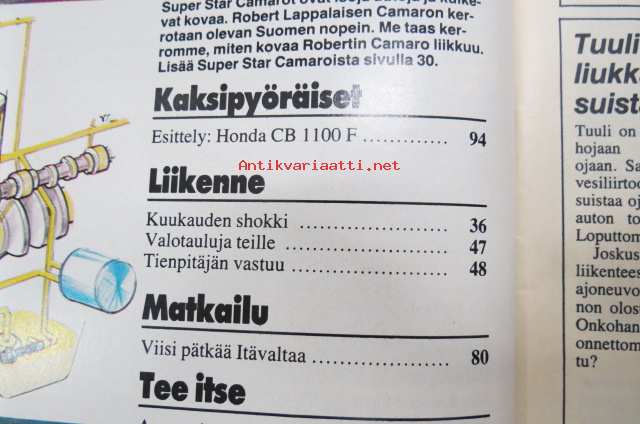 Super Star Camarot ovat isoja autoja ja kulke-
vat kovaa. Robert Lappalaisen Camaron ker-
rotaan olevan Suomen nopein. Me taas ker-
romme, miten kovaa Robertin Camaro liikkuu.
Lisää Super Star Camaroista sivulla 30.
Kaksipyöräiset
Esittely: Honda CB 1100 F ............. 94
Antikvariaatti.net
Liikenne
Kuukauden shokki ....................... 36
Valotauluja teille ......................... 47
Tienpitäjän vastuu ........................ 48
Matkailu
Viisi pätkää Itävaltaa .................... 80
Tee itse
Tuuli
liukk
suista
Tuuli on
hojaan
ojaan. Sa
vesiliirto
suistaa oj
auton to
Loputtom
Joskus
liikentees
ajoneuvo
non olos
Onkohan
onnettom
tu?